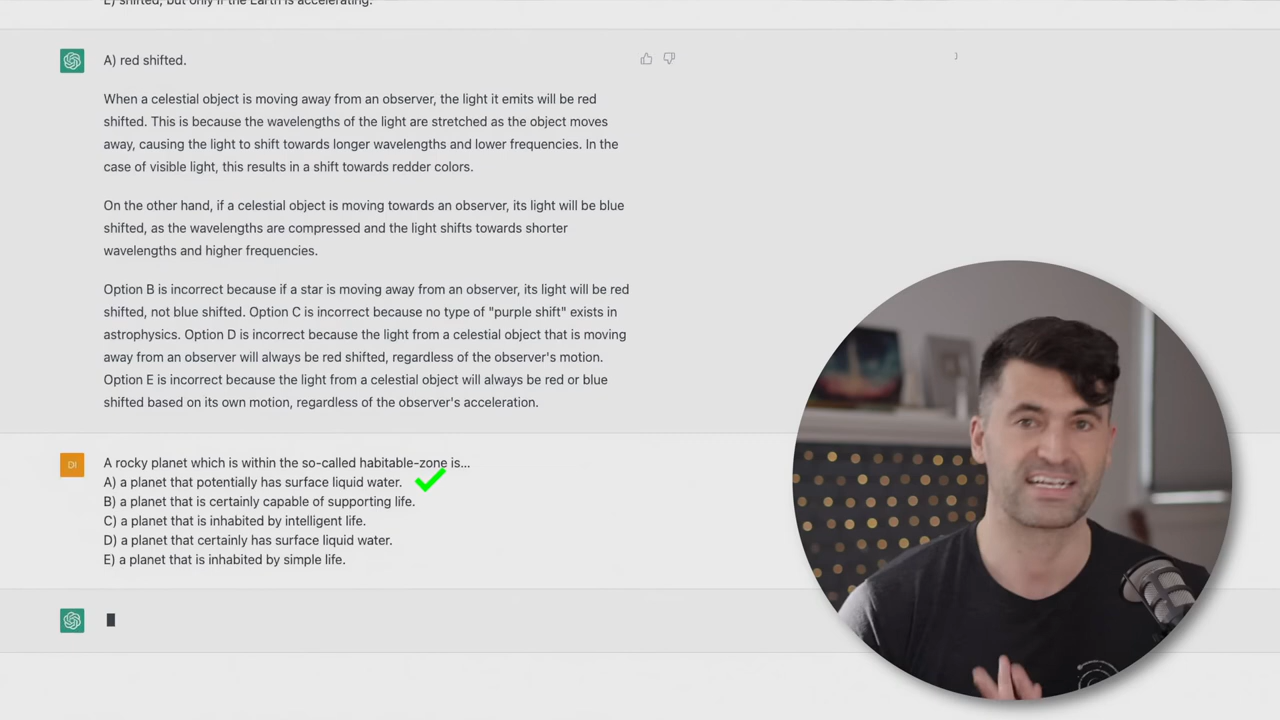 E) shifted, but only if the Earth is accelerating.
A) red shifted.
When a celestial object is moving away from an observer, the light it emits will be red
shifted. This is because the wavelengths of the light are stretched as the object moves
away, causing the light to shift towards longer wavelengths and lower frequencies. In the
case of visible light, this results in a shift towards redder colors.
On the other hand, if a celestial object is moving towards an observer, its light will be blue
shifted, as the wavelengths are compressed and the light shifts towards shorter
wavelengths and higher frequencies.
Option B is incorrect because if a star is moving away from an observer, its light will be red
shifted, not blue shifted. Option C is incorrect because no type of "purple shift" exists in
astrophysics. Option D is incorrect because the light from a celestial object that is moving
away from an observer will always be red shifted, regardless of the observer's motion.
Option E is incorrect because the light from a celestial object will always be red or blue
shifted based on its own motion, regardless of the observer's acceleration.
DI
A rocky planet which is within the so-called habitable-zone is...
A) a planet that potentially has surface liquid water.
B) a planet that is certainly capable of supporting life.
C) a planet that is inhabited by intelligent life.
D) a planet that certainly has surface liquid water.
E) a planet that is inhabited by simple life.